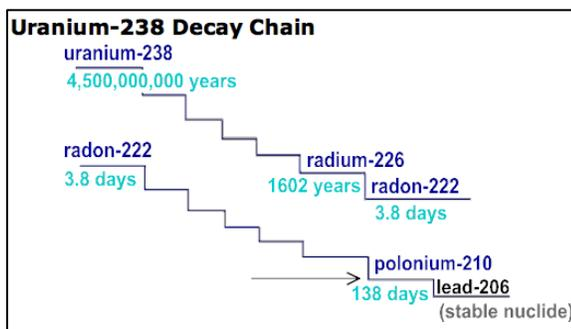 Uranium-238 Decay Chain
uranium-238
4,500,000,000 years
radium-226
1602 years
radon-222
3.8 days
radon-222
3.8 days
polonium-210
138 days
lead-206
(stable nuclide)